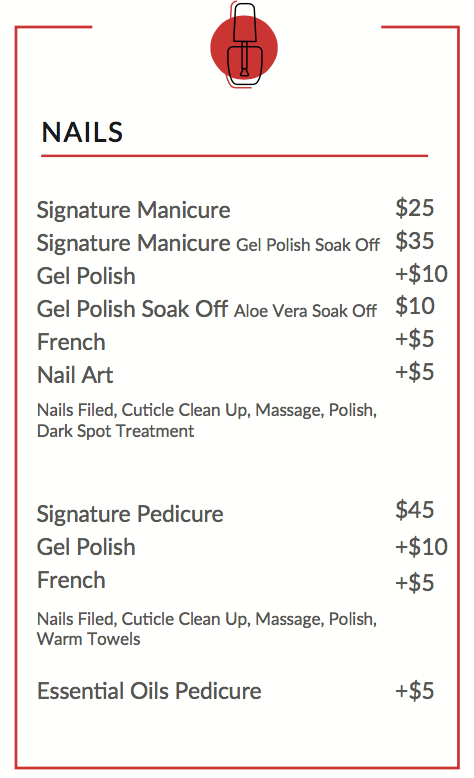 NAILS
Signature Manicure $25
Signature Manicure Gel Polish Soak Off $35
Gel Polish +$10
Gel Polish Soak Off Aloe Vera Soak Off $10
French +$5
Nail Art +$5
Nails Filed, Cuticle Clean Up, Massage, Polish,
Dark Spot Treatment
Signature Pedicure $45
Gel Polish +$10
French +$5
Nails Filed, Cuticle Clean Up, Massage, Polish,
Warm Towels
Essential Oils Pedicure +$5